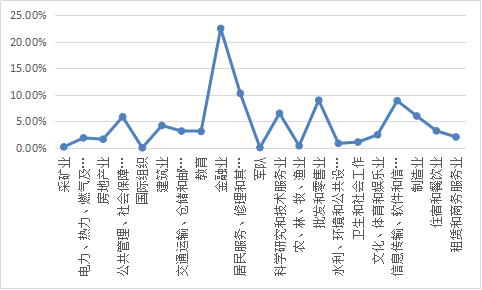 25.00%
20.00%
15.00%
10.00%
5.00%
0.00%
采矿业
电力、热力、燃气及…
房地产业
公共管理、社会保障…
国际组织
建筑业
交通运输、仓储和邮…
教育
金融业
居民服务、修理和其…
军队
科学研究和技术服务业
农、林、牧、渔业
批发和零售业
水利、环境和公共设…
卫生和社会工作
文化、体育和娱乐业
信息传输、软件和信…
制造业
住宿和餐饮业
租赁和商务服务业